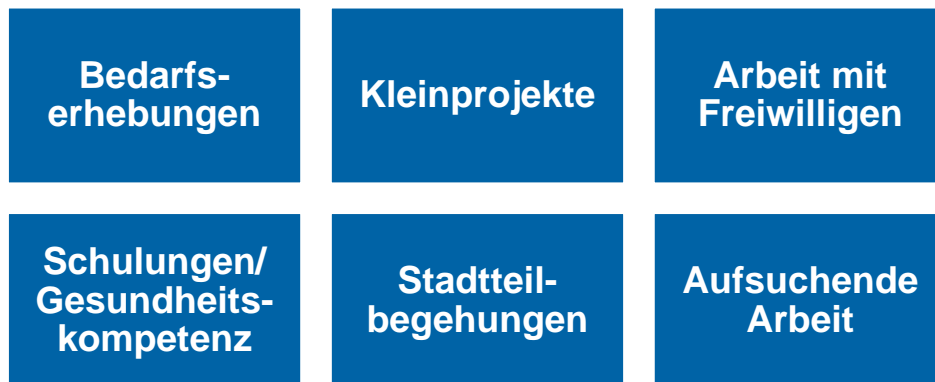 Bedarfs-
erhebungen
Kleinprojekte
Arbeit mit
Freiwilligen
Schulungen/
Gesundheits-
kompetenz
Stadtteil-
begehungen
Aufsuchende
Arbeit